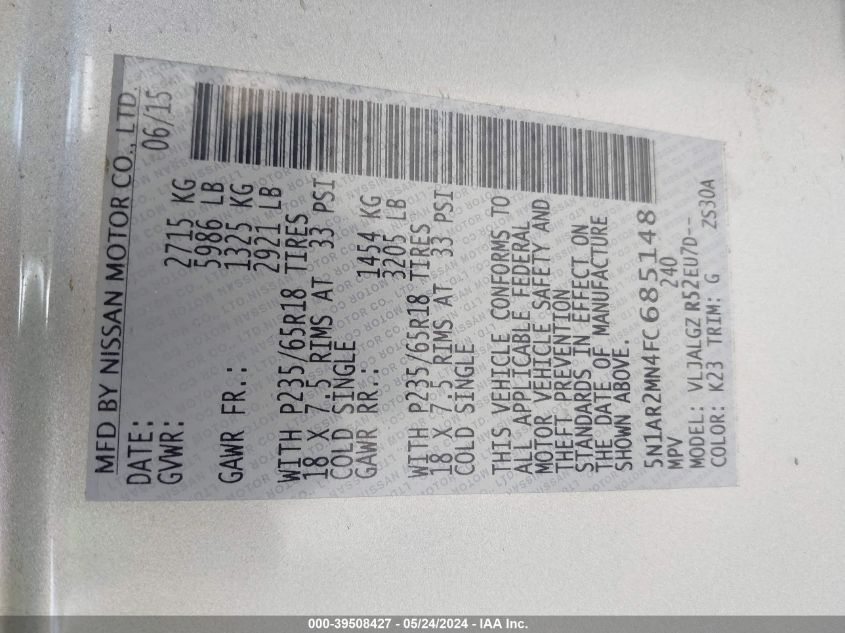 MFD BY NISSAN MOTOR CO., LTD.
DATE: 06/15
GVWR: 2715 KG
5986 LB
GAWR FR.: 1325 KG
2921 LB
WITH P235/65R18 TIRES
18 X 7.5 RIMS AT 33 PSI
COLD SINGLE
GAWR RR.: 1454 KG
3205 LB
WITH P235/65R18 TIRES
18 X 7.5 RIMS AT 33 PSI
COLD SINGLE
THIS VEHICLE CONFORMS TO
ALL APPLICABLE FEDERAL
MOTOR VEHICLE SAFETY AND
THEFT PREVENTION
STANDARDS IN EFFECT ON
THE DATE OF MANUFACTURE
SHOWN ABOVE.
5N1AR2MN4FC685148
MPV 240
MODEL: VLJALGZ R52EU7D--
COLOR: K23 TRIM: G ZS30A
000-39508427 - 05/24/2024 - IAA Inc.